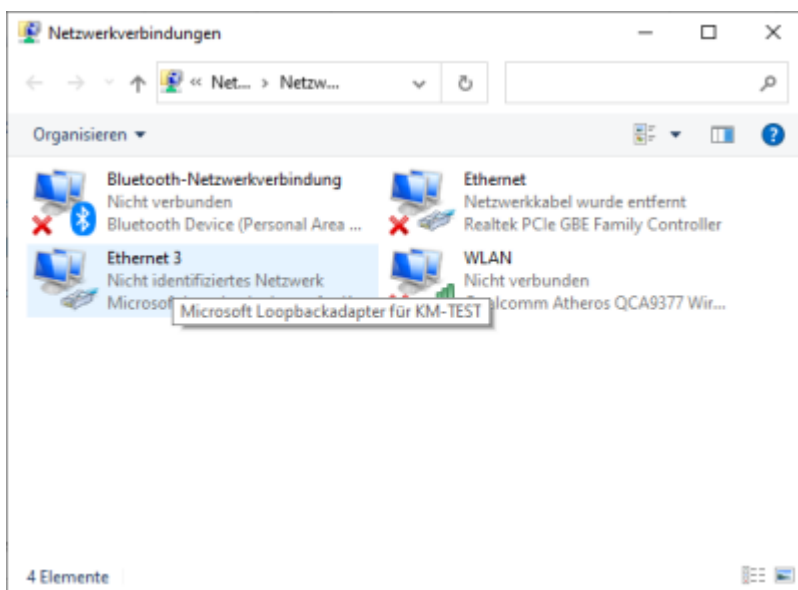 Netzwerkverbindungen
« Net... › Netzw...
Organisieren
Bluetooth-Netzwerkverbindung
Nicht verbunden
Bluetooth Device (Personal Area ...
Ethernet
Netzwerkkabel wurde entfernt
Realtek PCIe GBE Family Controller
Ethernet 3
Nicht identifiziertes Netzwerk
Microsof
WLAN
Nicht verbunden
lcomm Atheros QCA9377 Wir...
Microsoft Loopbackadapter für KM-TEST
4 Elemente